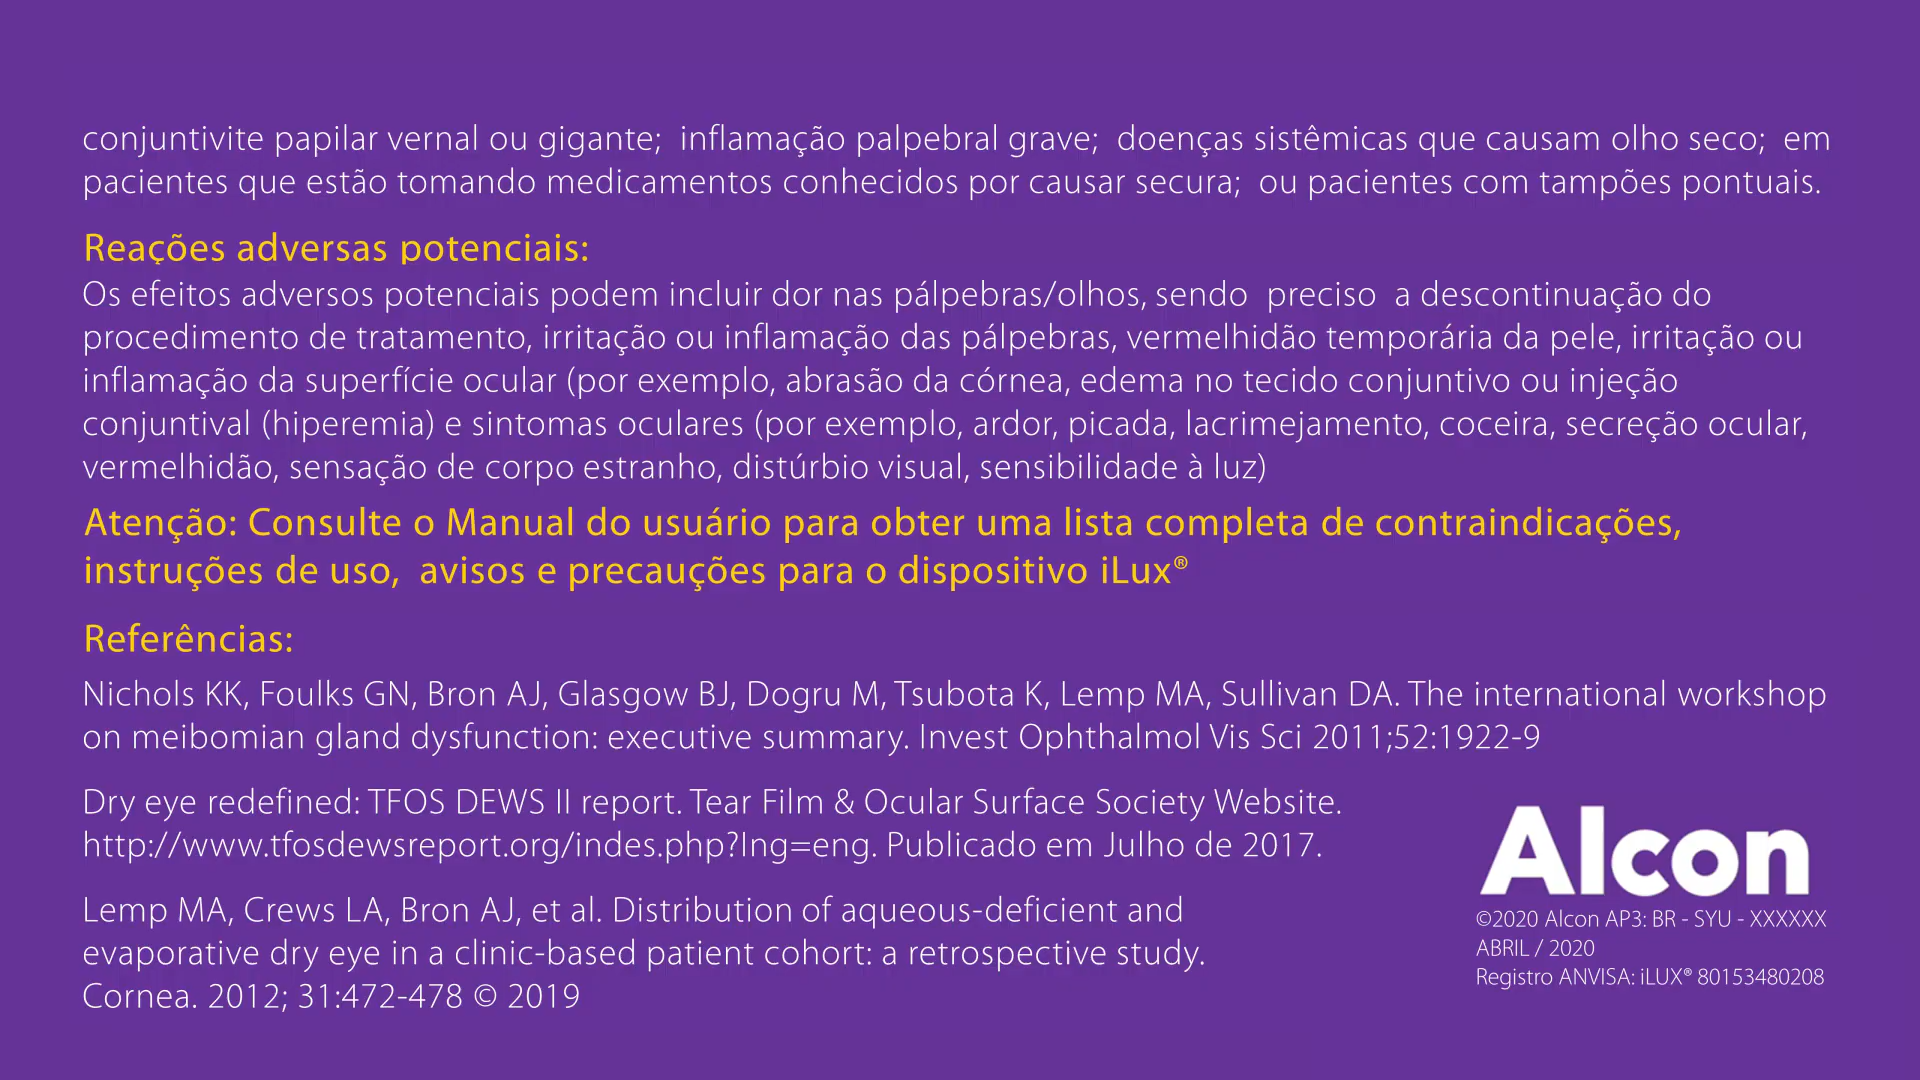 conjuntivite papilar vernal ou gigante;  inflamação palpebral grave;  doenças sistêmicas que causam olho seco;  em
pacientes que estão tomando medicamentos conhecidos por causar secura;  ou pacientes com tampões pontuais.
Reações adversas potenciais:
Os efeitos adversos potenciais podem incluir dor nas pálpebras/olhos, sendo  preciso  a descontinuação do
procedimento de tratamento, irritação ou inflamação das pálpebras, vermelhidão temporária da pele, irritação ou
inflamação da superfície ocular (por exemplo, abrasão da córnea, edema no tecido conjuntivo ou injeção
conjuntival (hiperemia) e sintomas oculares (por exemplo, ardor, picada, lacrimejamento, coceira, secreção ocular,
vermelhidão, sensação de corpo estranho, distúrbio visual, sensibilidade à luz)
Atenção: Consulte o Manual do usuário para obter uma lista completa de contraindicações,
instruções de uso,  avisos e precauções para o dispositivo iLux®
Referências:
Nichols KK, Foulks GN, Bron AJ, Glasgow BJ, Dogru M, Tsubota K, Lemp MA, Sullivan DA. The international workshop
on meibomian gland dysfunction: executive summary. Invest Ophthalmol Vis Sci 2011;52:1922-9
Dry eye redefined: TFOS DEWS II report. Tear Film & Ocular Surface Society Website.
http://www.tfosdewsreport.org/indes.php?lng=eng. Publicado em Julho de 2017.
Lemp MA, Crews LA, Bron AJ, et al. Distribution of aqueous-deficient and
evaporative dry eye in a clinic-based patient cohort: a retrospective study.
Cornea. 2012; 31:472-478 © 2019
Alcon
©2020 Alcon AP3: BR - SYU - XXXXXX
ABRIL / 2020
Registro ANVISA: iLUX® 80153480208